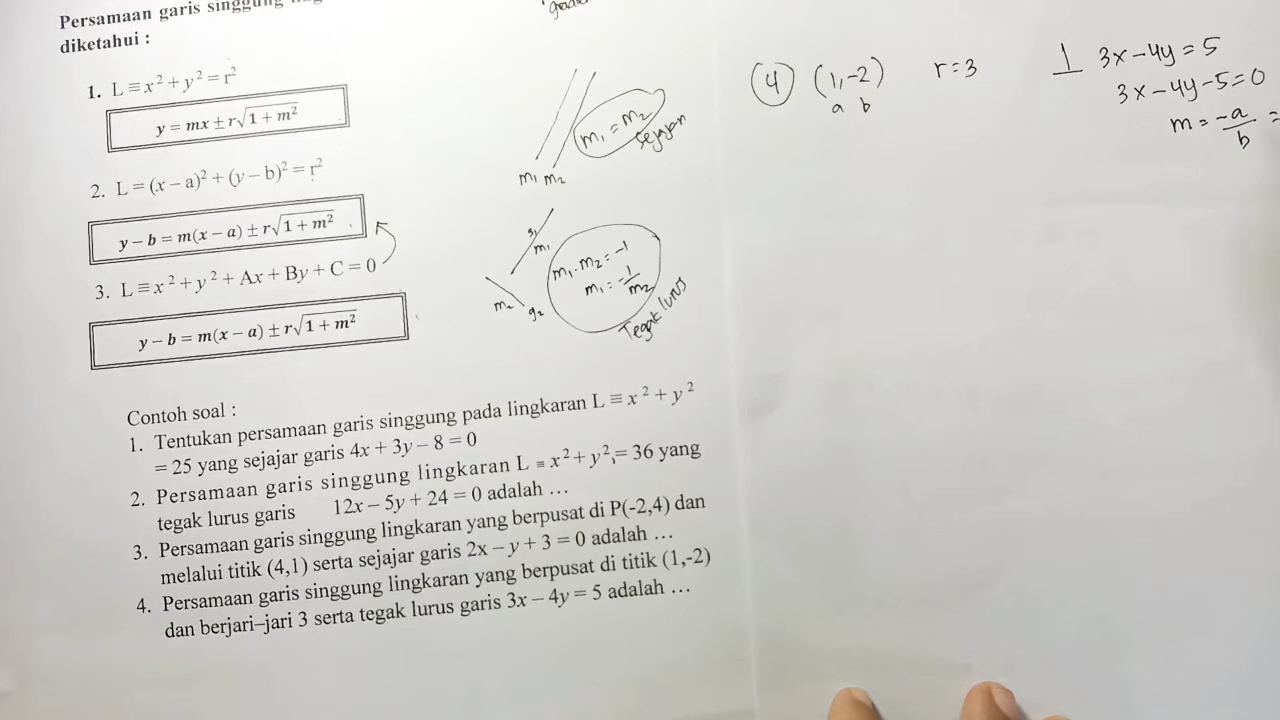 Persamaan garis singgung
diketahui :
1. L ≡ x² + y² = r²
y = mx ± r√(1 + m²)
2. L = (x − a)² + (y − b)² = r²
y − b = m(x − a) ± r√(1 + m²)
3. L ≡ x² + y² + Ax + By + C = 0
y − b = m(x − a) ± r√(1 + m²)
m₁ = m₂
sejajar
m₁ m₂
g₁
m₁
m₂
g₂
m₁ . m₂ = -1
m₁ = -1/m₂
Tegak lurus
Contoh soal :
1. Tentukan persamaan garis singgung pada lingkaran L ≡ x² + y²
= 25 yang sejajar garis 4x + 3y – 8 = 0
2. Persamaan garis singgung lingkaran L ≡ x² + y² = 36 yang
tegak lurus garis 12x – 5y + 24 = 0 adalah …
3. Persamaan garis singgung lingkaran yang berpusat di P(-2,4) dan
melalui titik (4,1) serta sejajar garis 2x – y + 3 = 0 adalah …
4. Persamaan garis singgung lingkaran yang berpusat di titik (1,-2)
dan berjari–jari 3 serta tegak lurus garis 3x – 4y = 5 adalah …
4 (1,-2) r = 3 ⊥ 3x - 4y = 5
a b 3x - 4y - 5 = 0
m = -a/b =